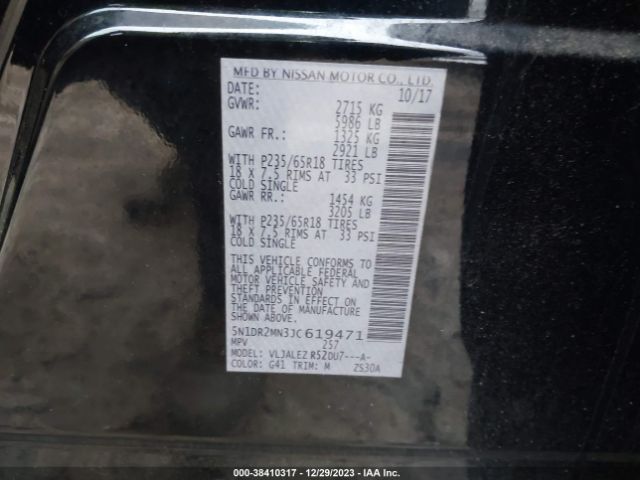 MFD BY NISSAN MOTOR CO., LTD.
DATE: 10/17
GVWR: 2715 KG
5986 LB
GAWR FR.: 1325 KG
2921 LB
WITH P235/65R18 TIRES
18 X 7.5 RIMS AT 33 PSI
COLD SINGLE
GAWR RR.: 1454 KG
3205 LB
WITH P235/65R18 TIRES
18 X 7.5 RIMS AT 33 PSI
COLD SINGLE
THIS VEHICLE CONFORMS TO
ALL APPLICABLE FEDERAL
MOTOR VEHICLE SAFETY AND
THEFT PREVENTION
STANDARDS IN EFFECT ON
THE DATE OF MANUFACTURE
SHOWN ABOVE.
5N1DR2MN3JC619471
MPV 257
MODEL: VLJALEZ R52DU7---A-
COLOR: G41 TRIM: M ZS30A
000-38410317 - 12/29/2023 - IAA Inc.